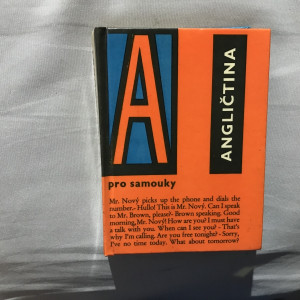 A
ANGLIČTINA
pro samouky
Mr. Nový picks up the phone and dials the
number.- Hullo! This is Mr. Nový. Can I speak
to Mr. Brown, please?- Brown speaking. Good
morning, Mr. Nový! How are you? I must have
a talk with you. When can I see you? - That's
why I'm calling. Are you free tonight? - Sorry,
I've no time today. What about tomorrow?